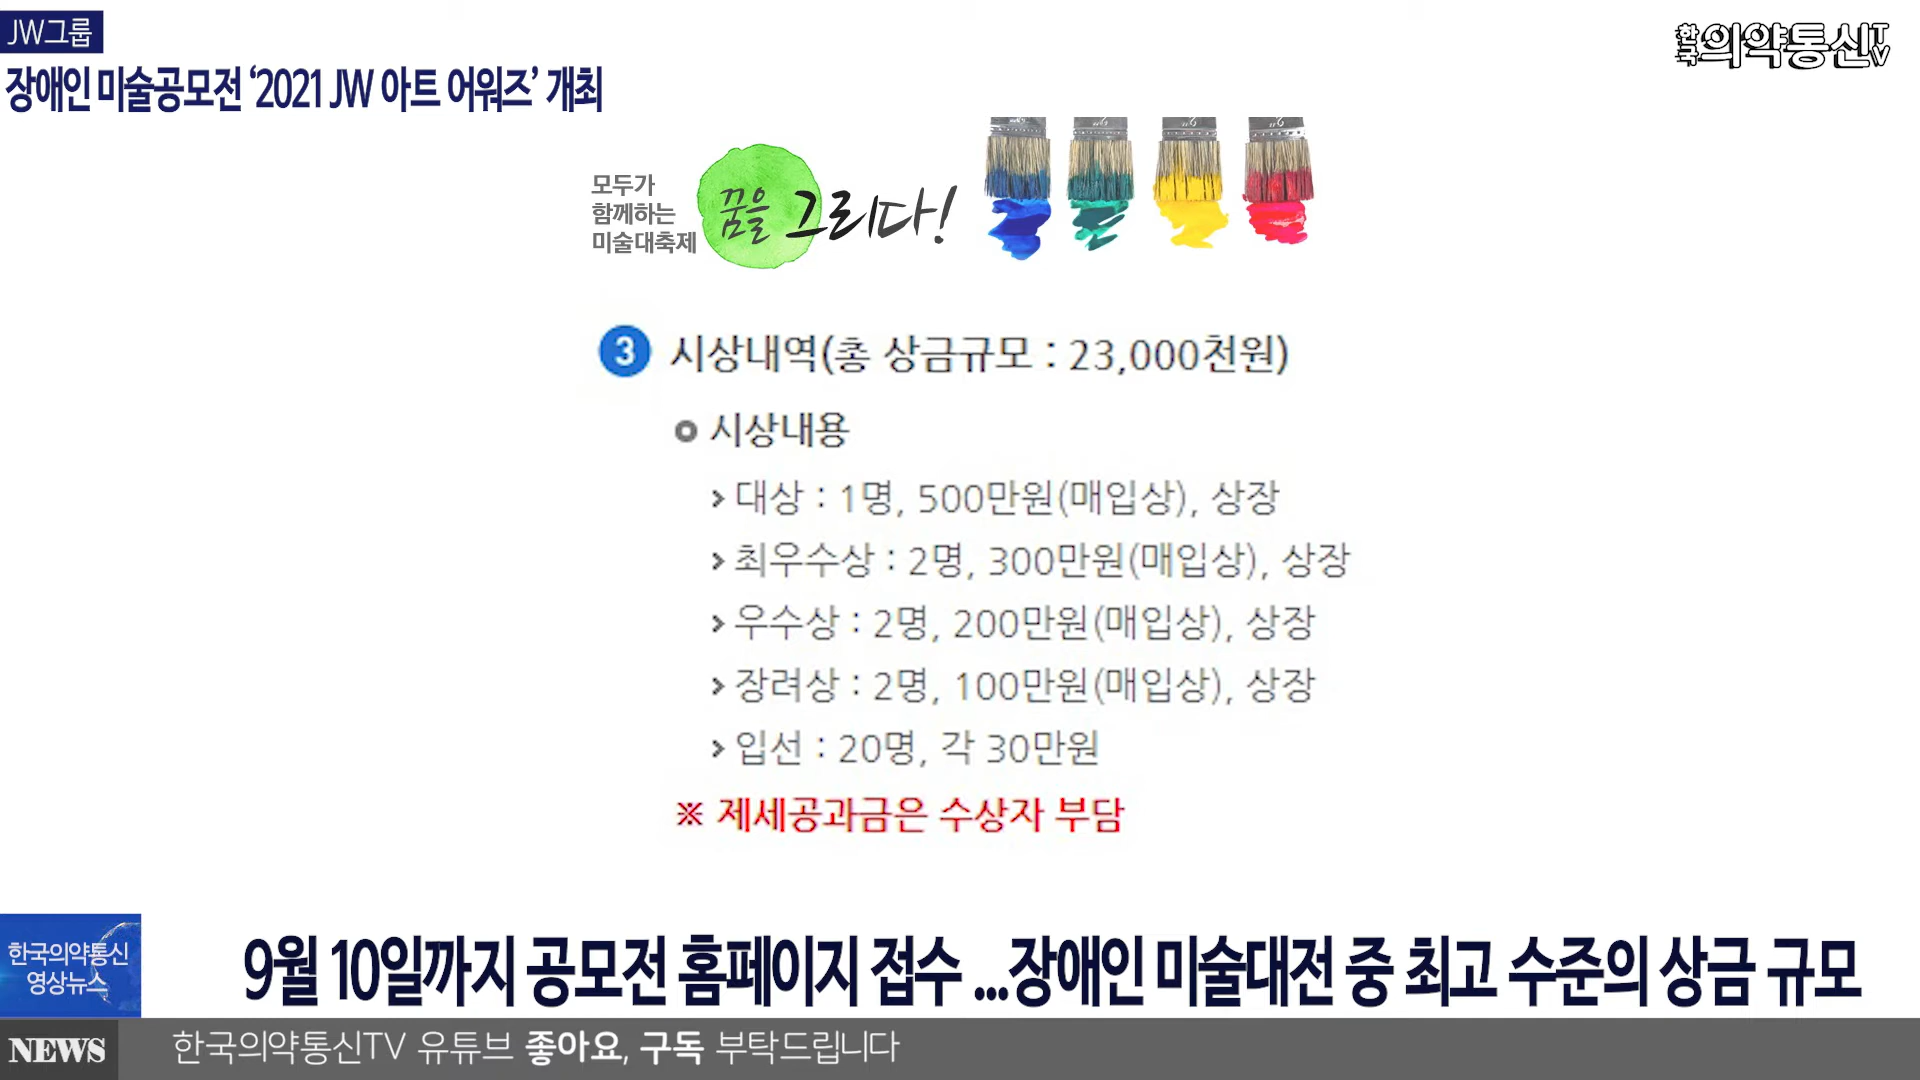 JW그룹
장애인 미술공모전 ‘2021 JW 아트 어워즈’ 개최
한국의약통신TV
모두가
함께하는
미술대축제
꿈을 그리다!
3 시상내역(총 상금규모 : 23,000천원)
시상내용
> 대상 : 1명, 500만원(매입상), 상장
> 최우수상 : 2명, 300만원(매입상), 상장
> 우수상 : 2명, 200만원(매입상), 상장
> 장려상 : 2명, 100만원(매입상), 상장
> 입선 : 20명, 각 30만원
※ 제세공과금은 수상자 부담
한국의약통신
영상뉴스
9월 10일까지 공모전 홈페이지 접수 ...장애인 미술대전 중 최고 수준의 상금 규모
NEWS
한국의약통신TV 유튜브 좋아요, 구독 부탁드립니다